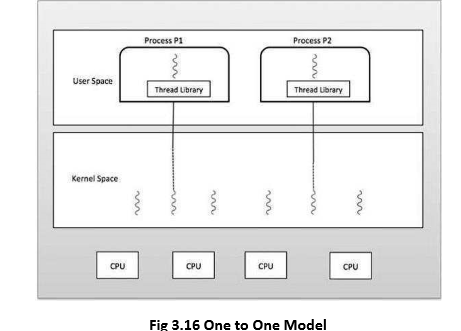 Process P1
Process P2
User Space
Thread Library
Thread Library
Kernel Space
CPU
CPU
CPU
CPU
Fig 3.16 One to One Model